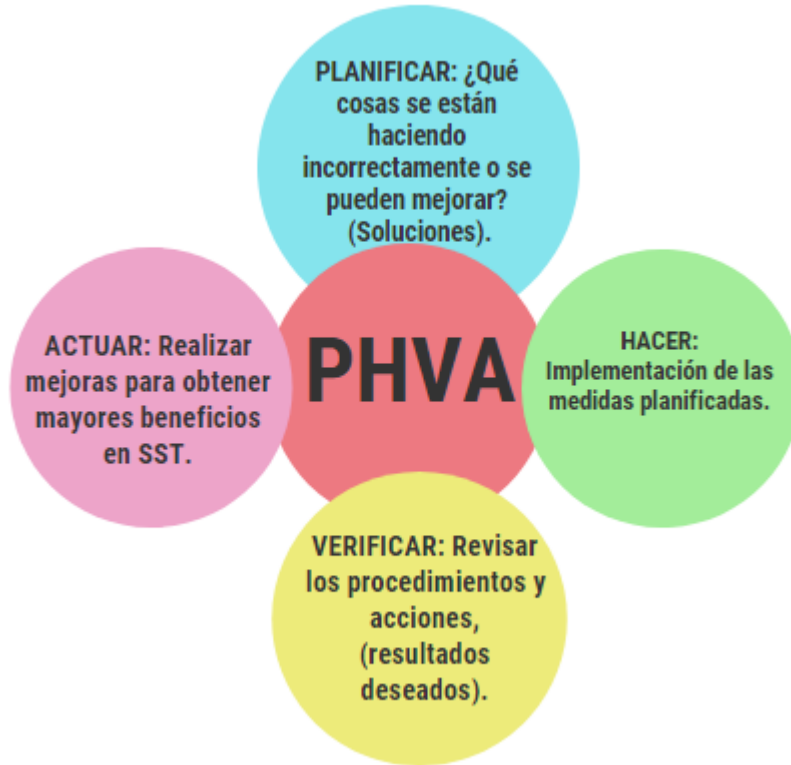 PLANIFICAR: ¿Qué
cosas se están
haciendo
incorrectamente o se
pueden mejorar?
(Soluciones).
PHVA
HACER:
Implementación de las
medidas planificadas.
VERIFICAR: Revisar
los procedimientos y
acciones,
(resultados
deseados).
ACTUAR: Realizar
mejoras para obtener
mayores beneficios
en SST.